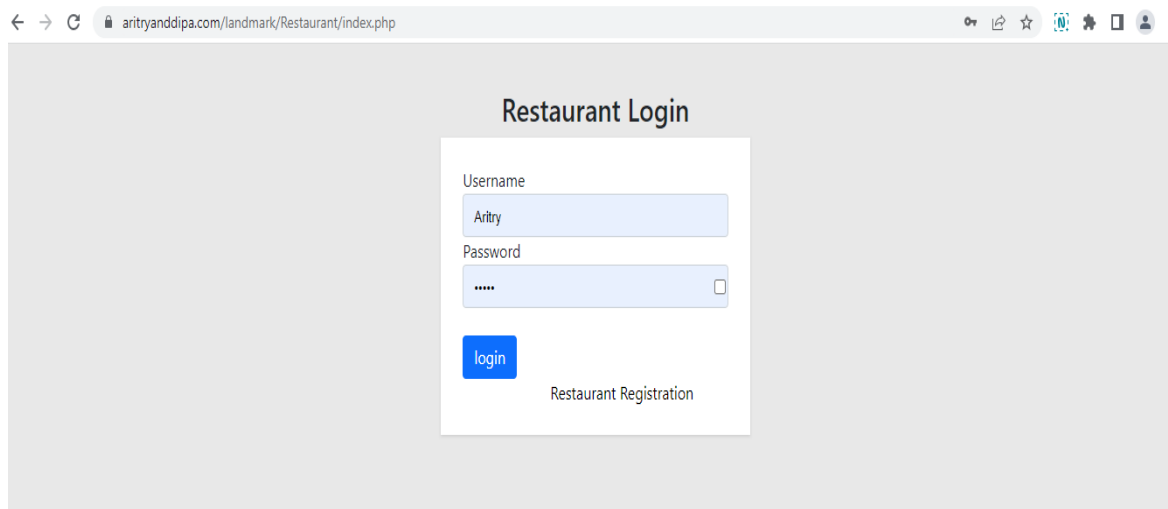 aritryanddipa.com/landmark/Restaurant/index.php
Restaurant Login
Username
Aritry
Password
•••••
login
Restaurant Registration